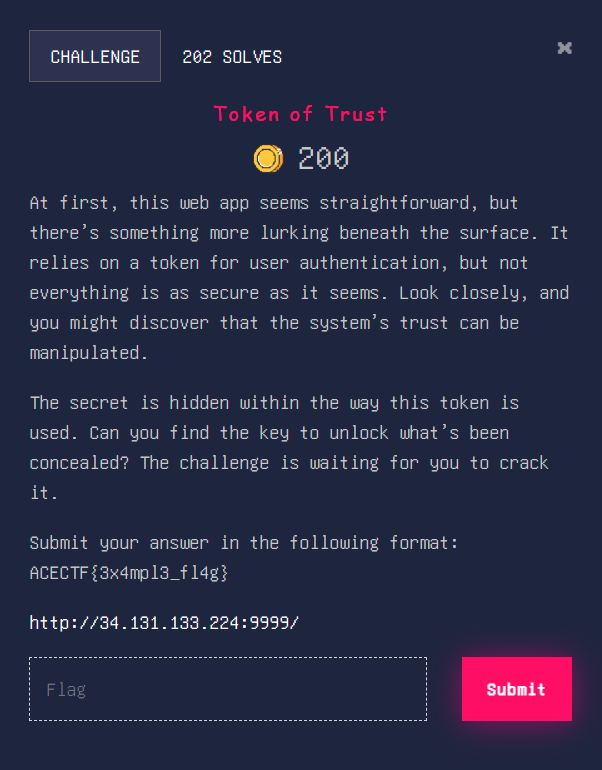 CHALLENGE
202 SOLVES
×
Token of Trust
200
At first, this web app seems straightforward, but
there’s something more lurking beneath the surface. It
relies on a token for user authentication, but not
everything is as secure as it seems. Look closely, and
you might discover that the system’s trust can be
manipulated.
The secret is hidden within the way this token is
used. Can you find the key to unlock what’s been
concealed? The challenge is waiting for you to crack
it.
Submit your answer in the following format:
ACECTF{3x4mpl3_fl4g}
http://34.131.133.224:9999/
Flag
Submit